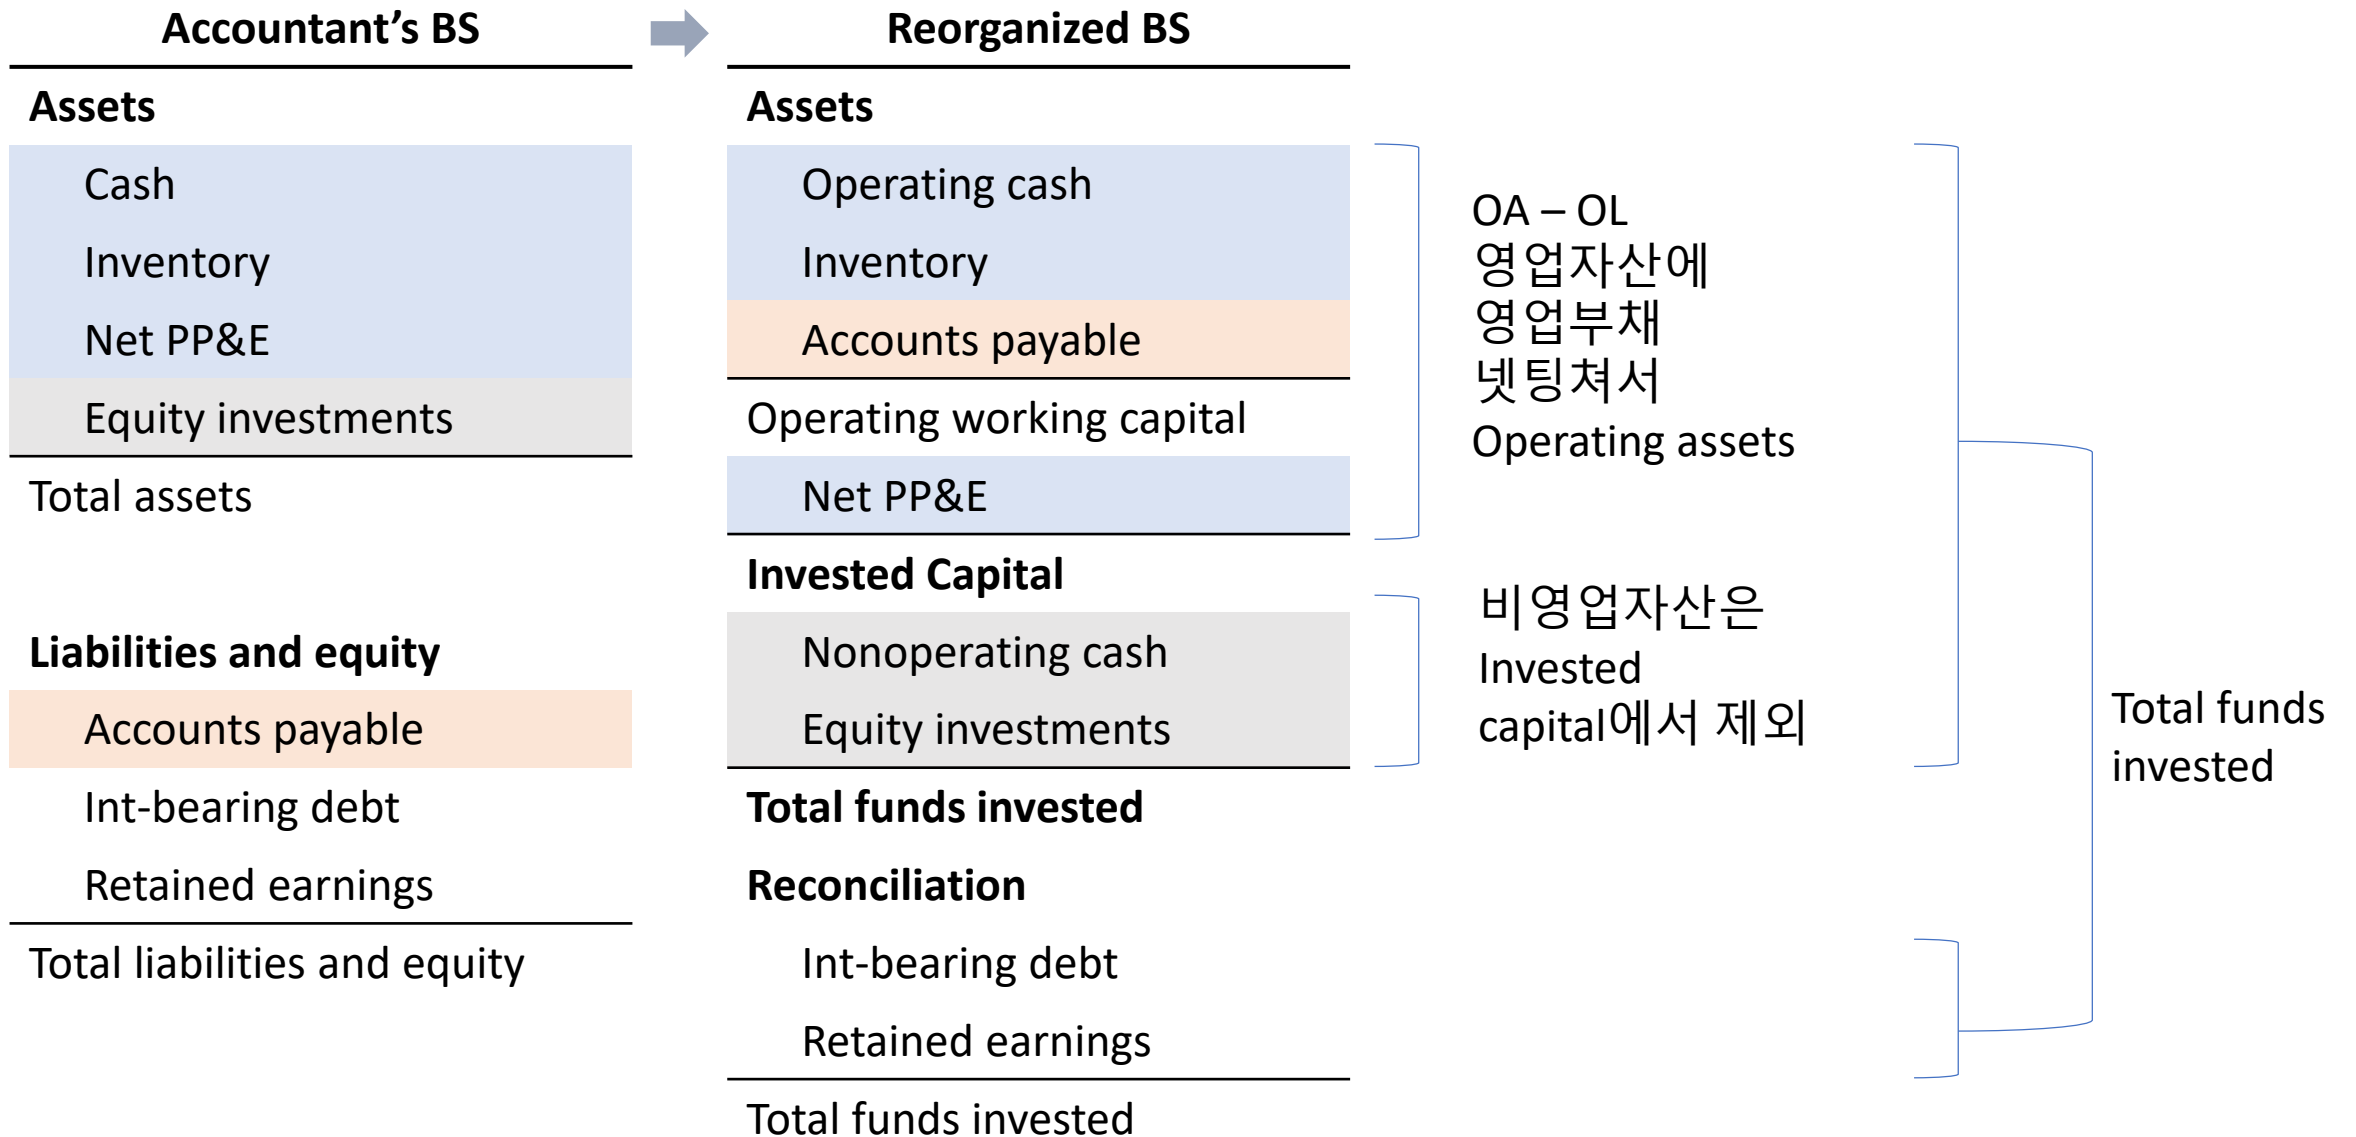 Accountant’s BS
Assets
Cash
Inventory
Net PP&E
Equity investments
Total assets
Liabilities and equity
Accounts payable
Int-bearing debt
Retained earnings
Total liabilities and equity
Reorganized BS
Assets
Operating cash
Inventory
Accounts payable
Operating working capital
Net PP&E
Invested Capital
Nonoperating cash
Equity investments
Total funds invested
Reconciliation
Int-bearing debt
Retained earnings
Total funds invested
OA – OL
영업자산에
영업부채
넷팅쳐서
Operating assets
비영업자산은
Invested
capital에서 제외
Total funds
invested